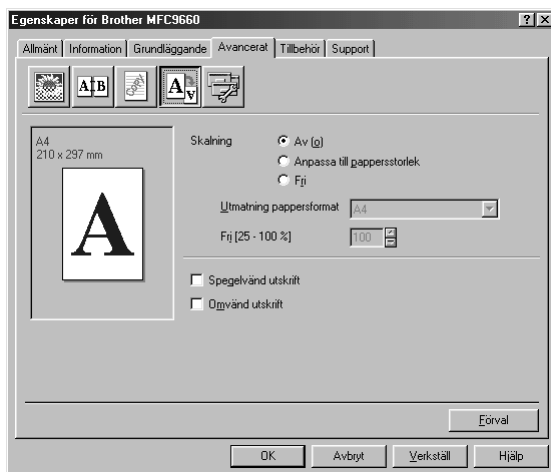 Egenskaper för Brother MFC9660
Allmänt Information Grundläggande Avancerat Tillbehör Support
A B
A A
A4
210 x 297 mm
A
Skalning
Av (o)
Anpassa till pappersstorlek
Fri
Utmatning pappersformat A4
Fri [25 - 100 %] 100
Spegelvänd utskrift
Omvänd utskrift
Förval
OK Avbryt Verkställ Hjälp